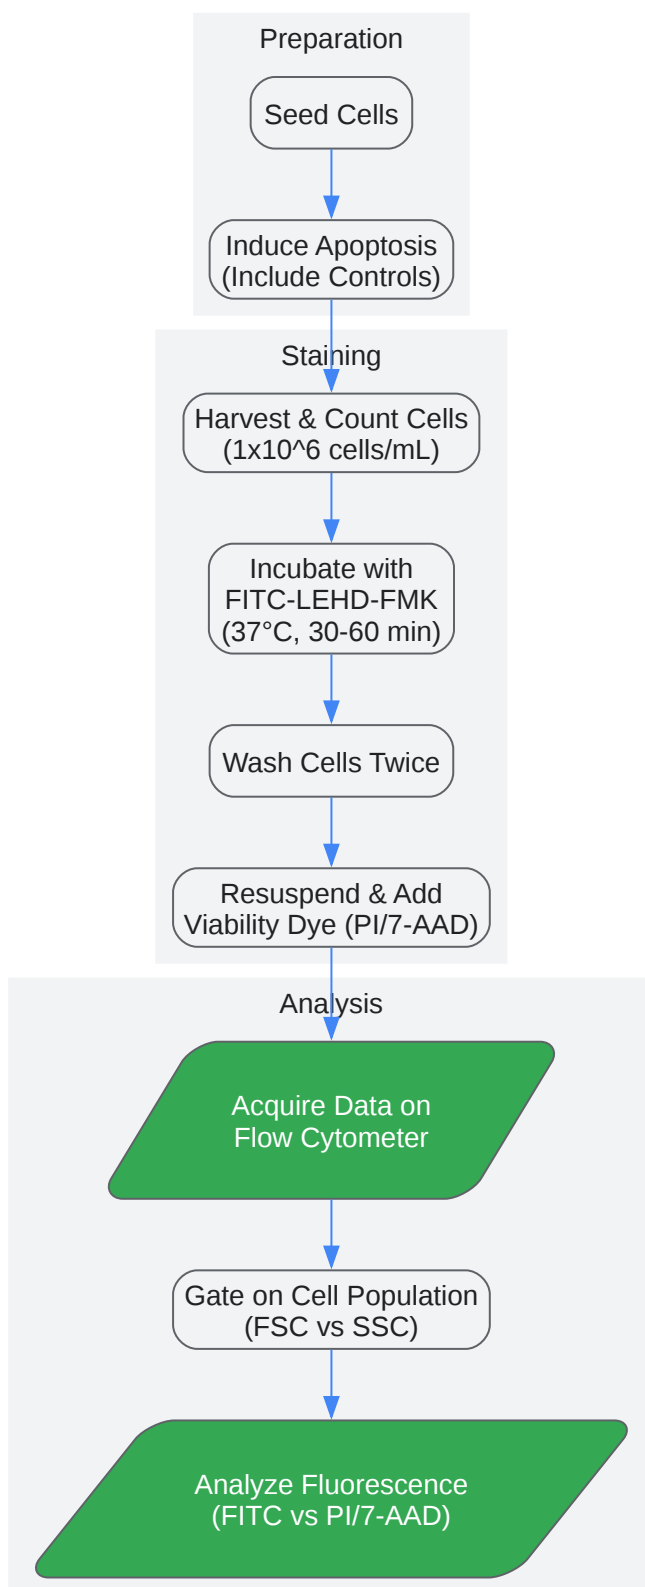 Preparation
Seed Cells
Induce Apoptosis
(Include Controls)
Staining
Harvest & Count Cells
(1x10^6 cells/mL)
Incubate with
FITC-LEHD-FMK
(37°C, 30-60 min)
Wash Cells Twice
Resuspend & Add
Viability Dye (PI/7-AAD)
Analysis
Acquire Data on
Flow Cytometer
Gate on Cell Population
(FSC vs SSC)
Analyze Fluorescence
(FITC vs PI/7-AAD)